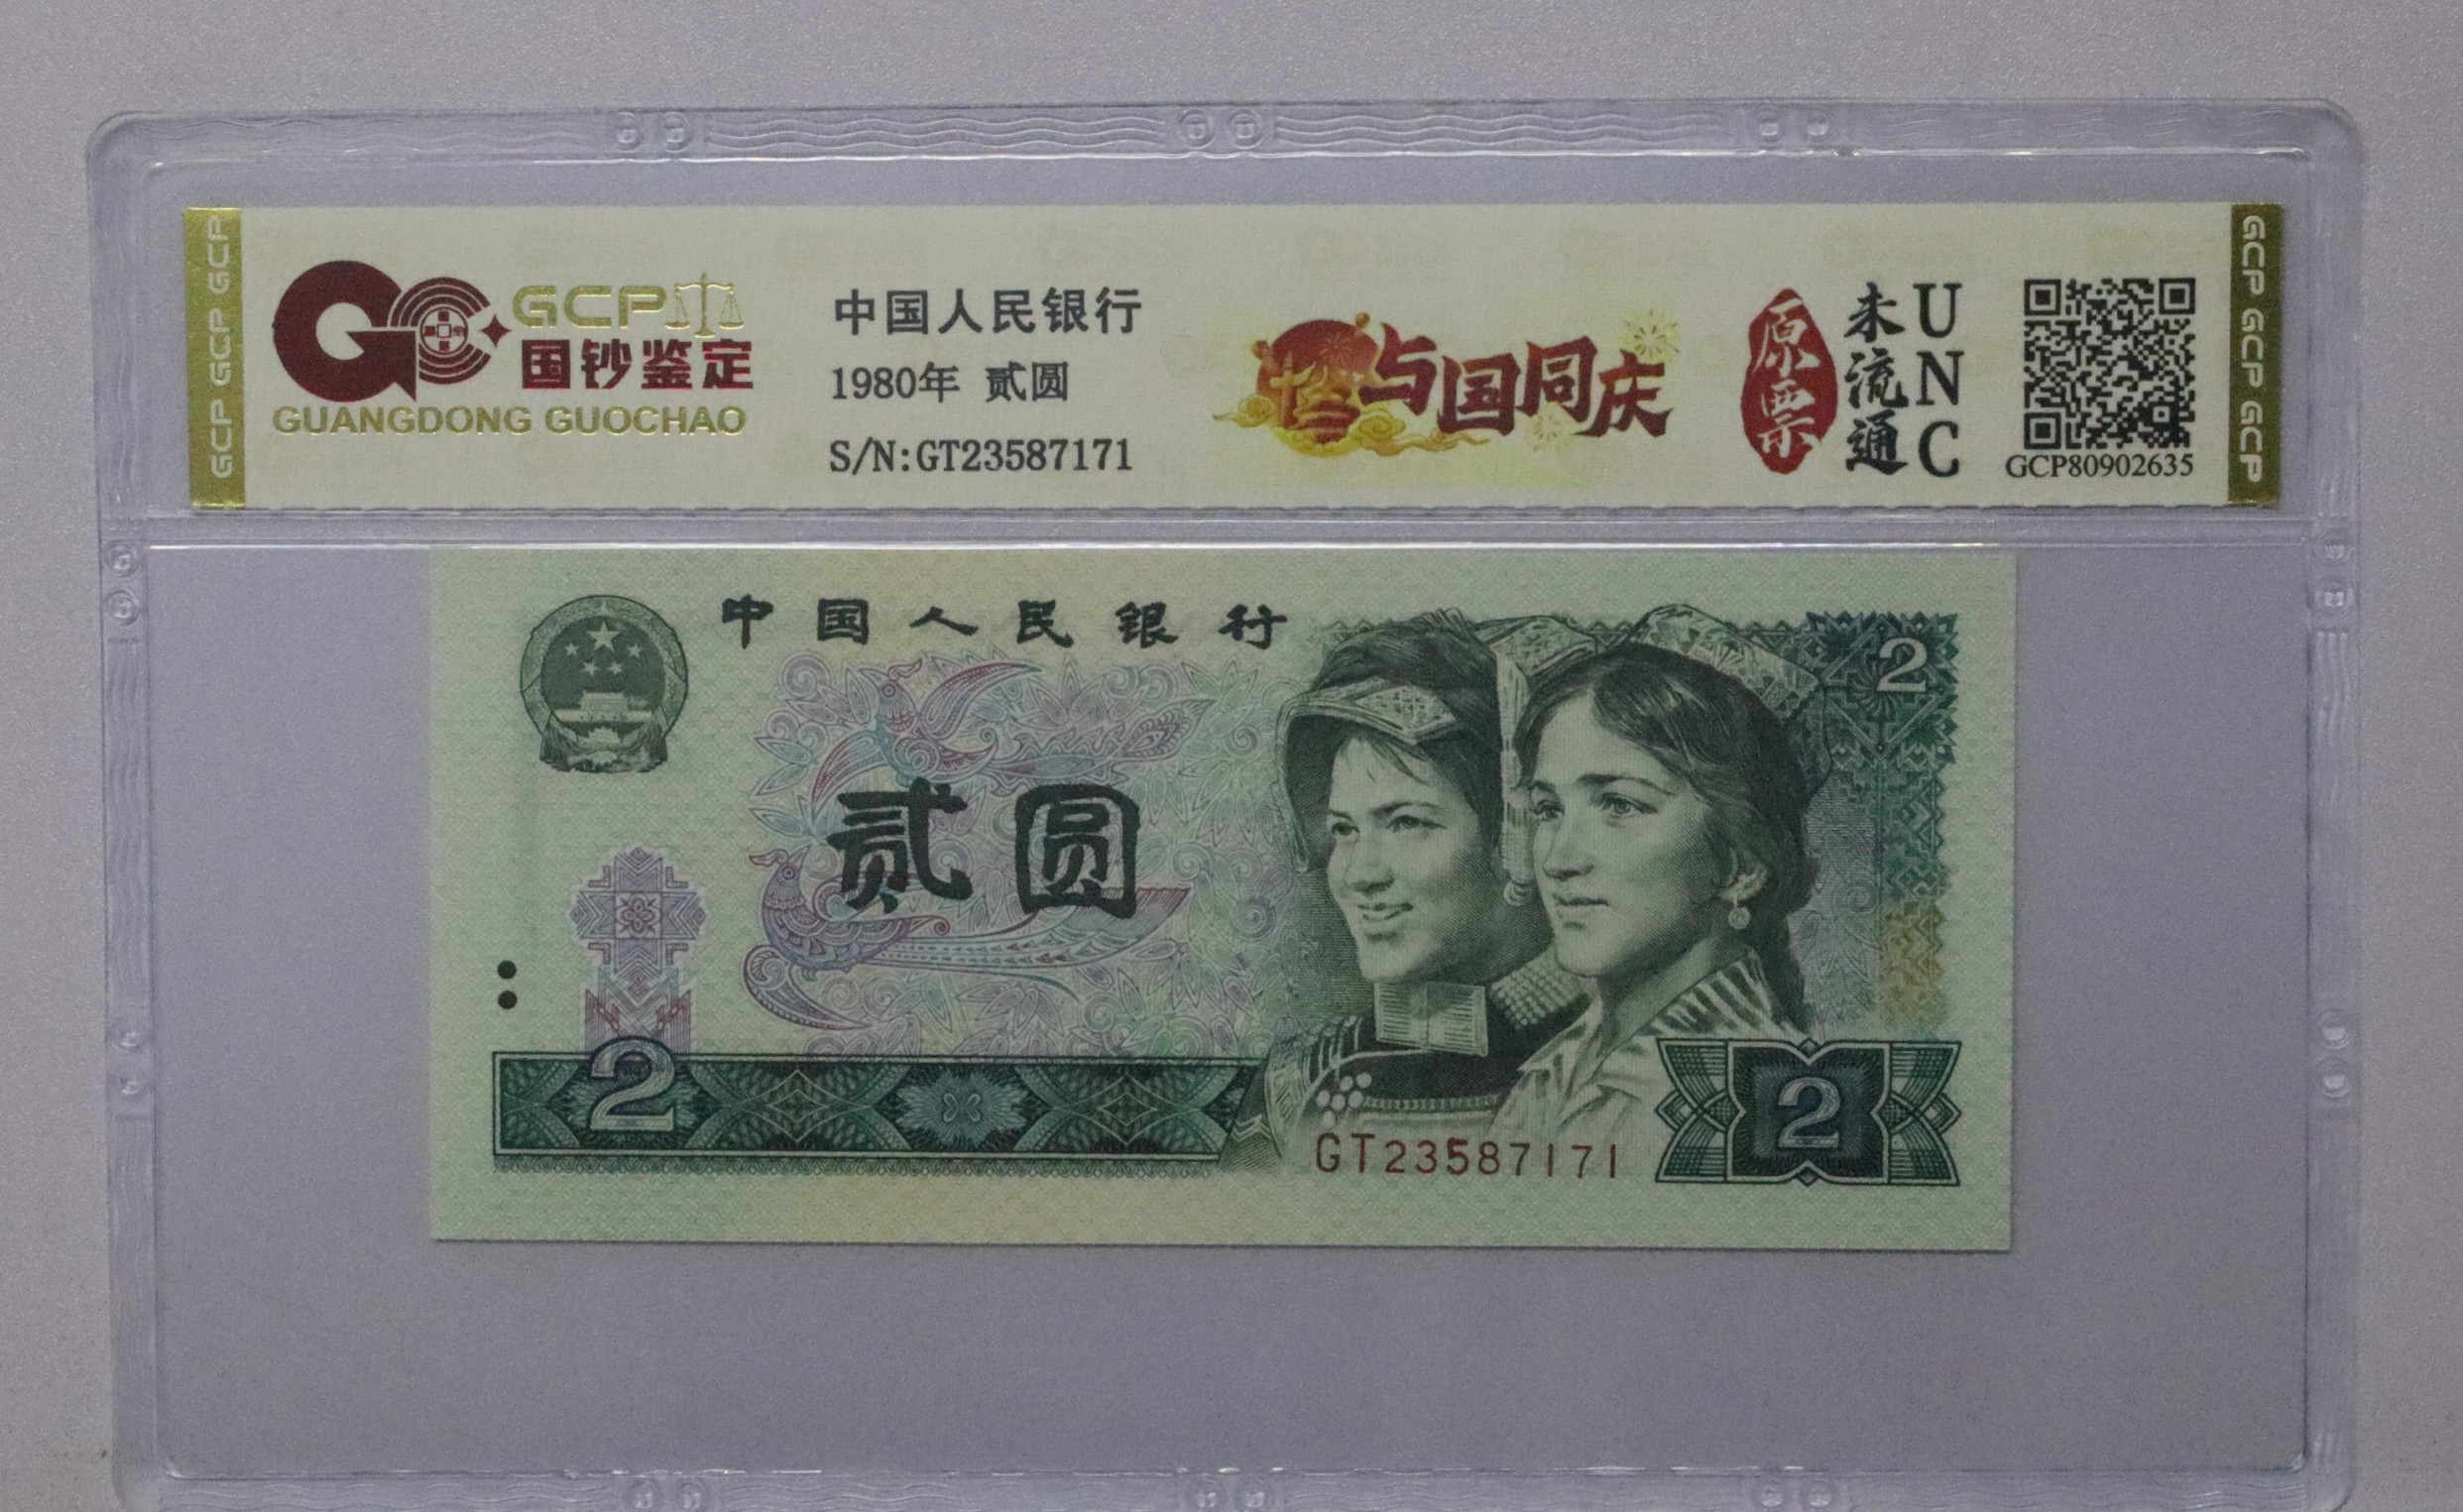 GCP GCP GCP
GCP
国钞鉴定
GUANGDONG GUOCHAO
中国人民银行
1980年 贰圆
S/N:GT23587171
与国同庆
原票
未流通
UNC
GCP80902635
GCP GCP GCP
中国人民银行
2
贰圆
2
GT23587171
2